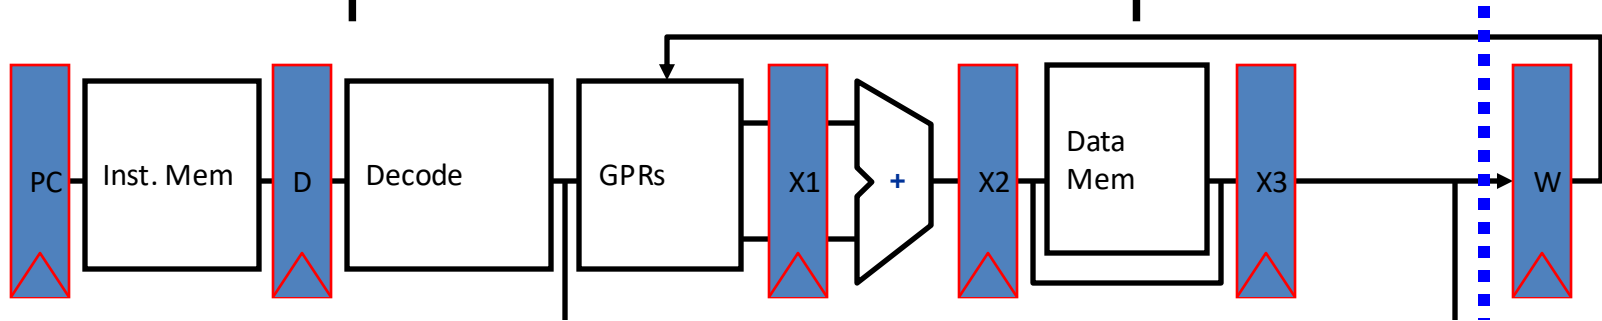 PC
Inst. Mem
D
Decode
GPRs
X1
+
X2
Data
Mem
X3
W